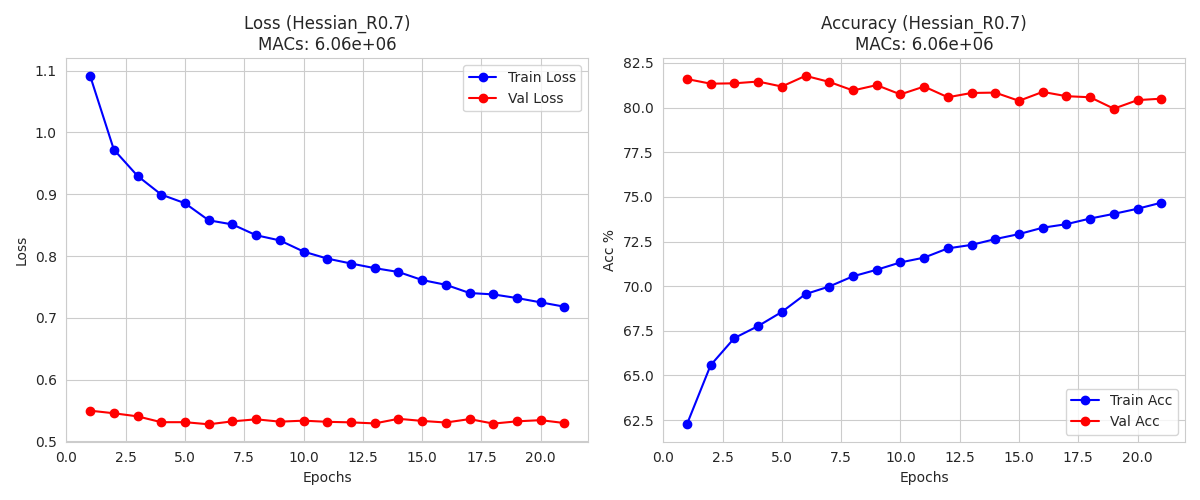 Loss (Hessian_R0.7)
MACs: 6.06e+06
Loss
1.1
1.0
0.9
0.8
0.7
0.6
0.5
Train Loss
Val Loss
0.0 2.5 5.0 7.5 10.0 12.5 15.0 17.5 20.0
Epochs
Accuracy (Hessian_R0.7)
MACs: 6.06e+06
Acc %
82.5
80.0
77.5
75.0
72.5
70.0
67.5
65.0
62.5
Train Acc
Val Acc
0.0 2.5 5.0 7.5 10.0 12.5 15.0 17.5 20.0
Epochs